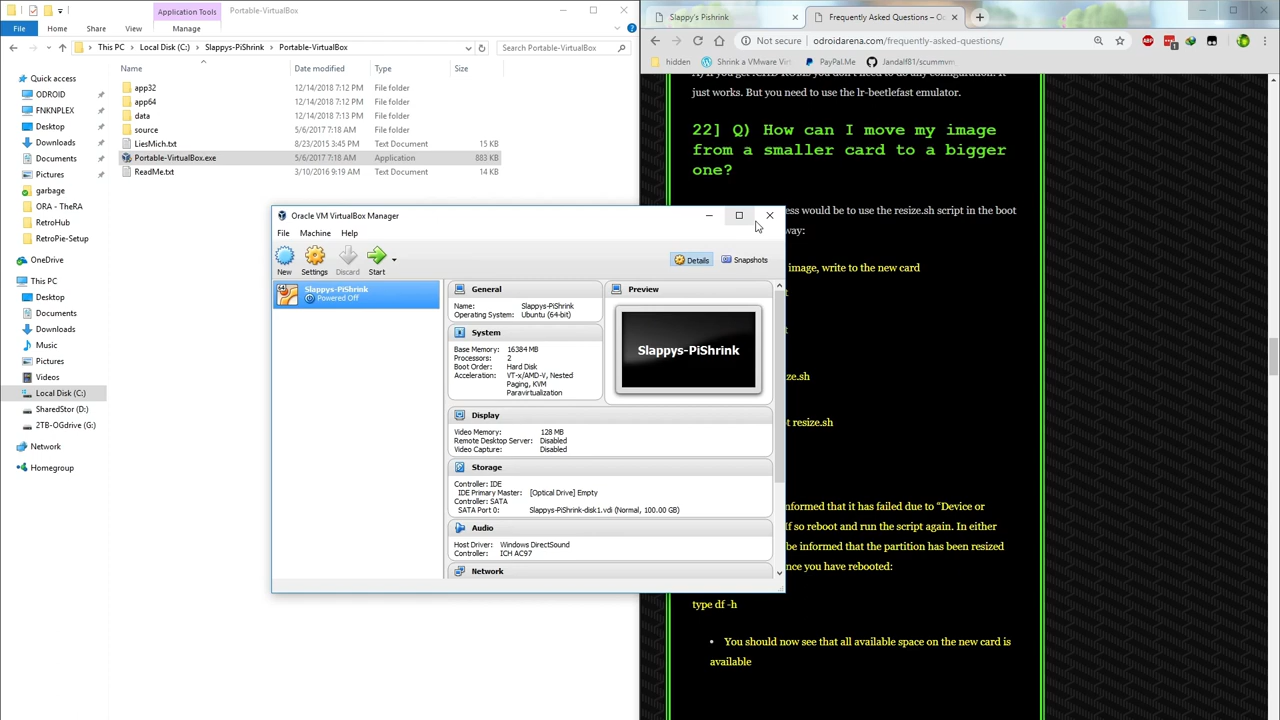 Application Tools
Portable-VirtualBox
File
Home
Share
View
Manage
This PC
Local Disk (C:)
Slappys-PiShrink
Portable-VirtualBox
Search Portable-VirtualBox
Name
Date modified
Type
Size
app32
12/14/2018 7:12 PM
File folder
app64
12/14/2018 7:12 PM
File folder
data
12/14/2018 7:13 PM
File folder
source
5/6/2017 7:18 AM
File folder
LiesMich.txt
8/23/2015 3:45 PM
Text Document
15 KB
Portable-VirtualBox.exe
5/6/2017 7:18 AM
Application
883 KB
ReadMe.txt
3/10/2016 9:19 AM
Text Document
14 KB
Quick access
ODROID
FNKNPLEX
Desktop
Downloads
Documents
Pictures
garbage
ORA - TheRA
RetroHub
RetroPie-Setup
OneDrive
This PC
Desktop
Documents
Downloads
Music
Pictures
Videos
Local Disk (C:)
SharedStor (D:)
2TB-OGdrive (G:)
Network
Homegroup
Oracle VM VirtualBox Manager
File
Machine
Help
New
Settings
Discard
Start
Details
Snapshots
Slappys-PiShrink
Powered Off
General
Name: Slappys-PiShrink
Operating System: Ubuntu (64-bit)
System
Base Memory: 16384 MB
Processors: 2
Boot Order: Hard Disk
Acceleration: VT-x/AMD-V, Nested
Paging, KVM
Paravirtualization
Preview
Slappys-PiShrink
Display
Video Memory: 128 MB
Remote Desktop Server: Disabled
Video Capture: Disabled
Storage
Controller: IDE
IDE Primary Master: [Optical Drive] Empty
Controller: SATA
SATA Port 0: Slappys-PiShrink-disk1.vdi (Normal, 100.00 GB)
Audio
Host Driver: Windows DirectSound
Controller: ICH AC97
Network
Slappy's Pishrink
Frequently Asked Questions – Oc
Not secure
odroidarena.com/frequently-asked-questions/
hidden
Shrink a VMware Vir
PayPal.Me
Jandalf81/scummvm
just works. But you need to use the lr-beetlefast emulator.
22] Q) How can I move my image
from a smaller card to a bigger
one?
ess would be to use the resize.sh script in the boot
way:
image, write to the new card
ze.sh
t resize.sh
nformed that it has failed due to “Device or
If so reboot and run the script again. In either
be informed that the partition has been resized
nce you have rebooted:
type df -h
• You should now see that all available space on the new card is
available